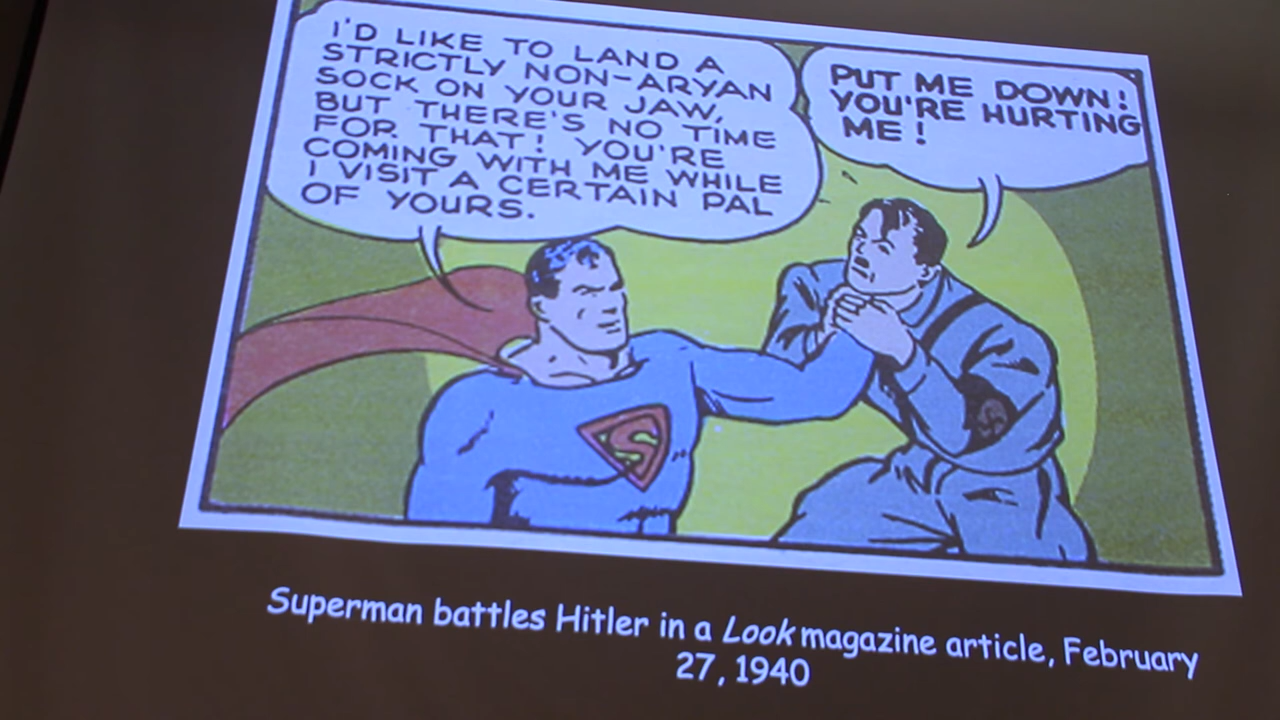 I'D LIKE TO LAND A
STRICTLY NON-ARYAN
SOCK ON YOUR JAW,
BUT THERE'S NO TIME
FOR THAT! YOU'RE
COMING WITH ME WHILE
I VISIT A CERTAIN PAL
OF YOURS.
PUT ME DOWN!
YOU'RE HURTING
ME!
S
Superman battles Hitler in a Look magazine article, February
27, 1940